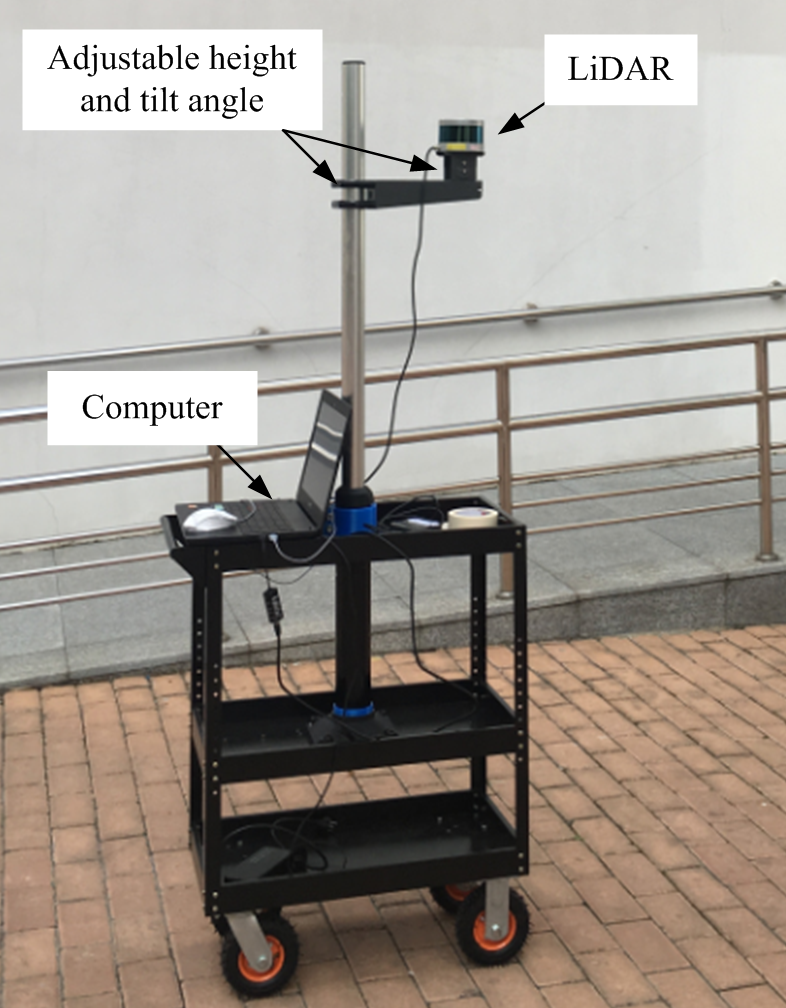 Adjustable height
and tilt angle
LiDAR
Computer